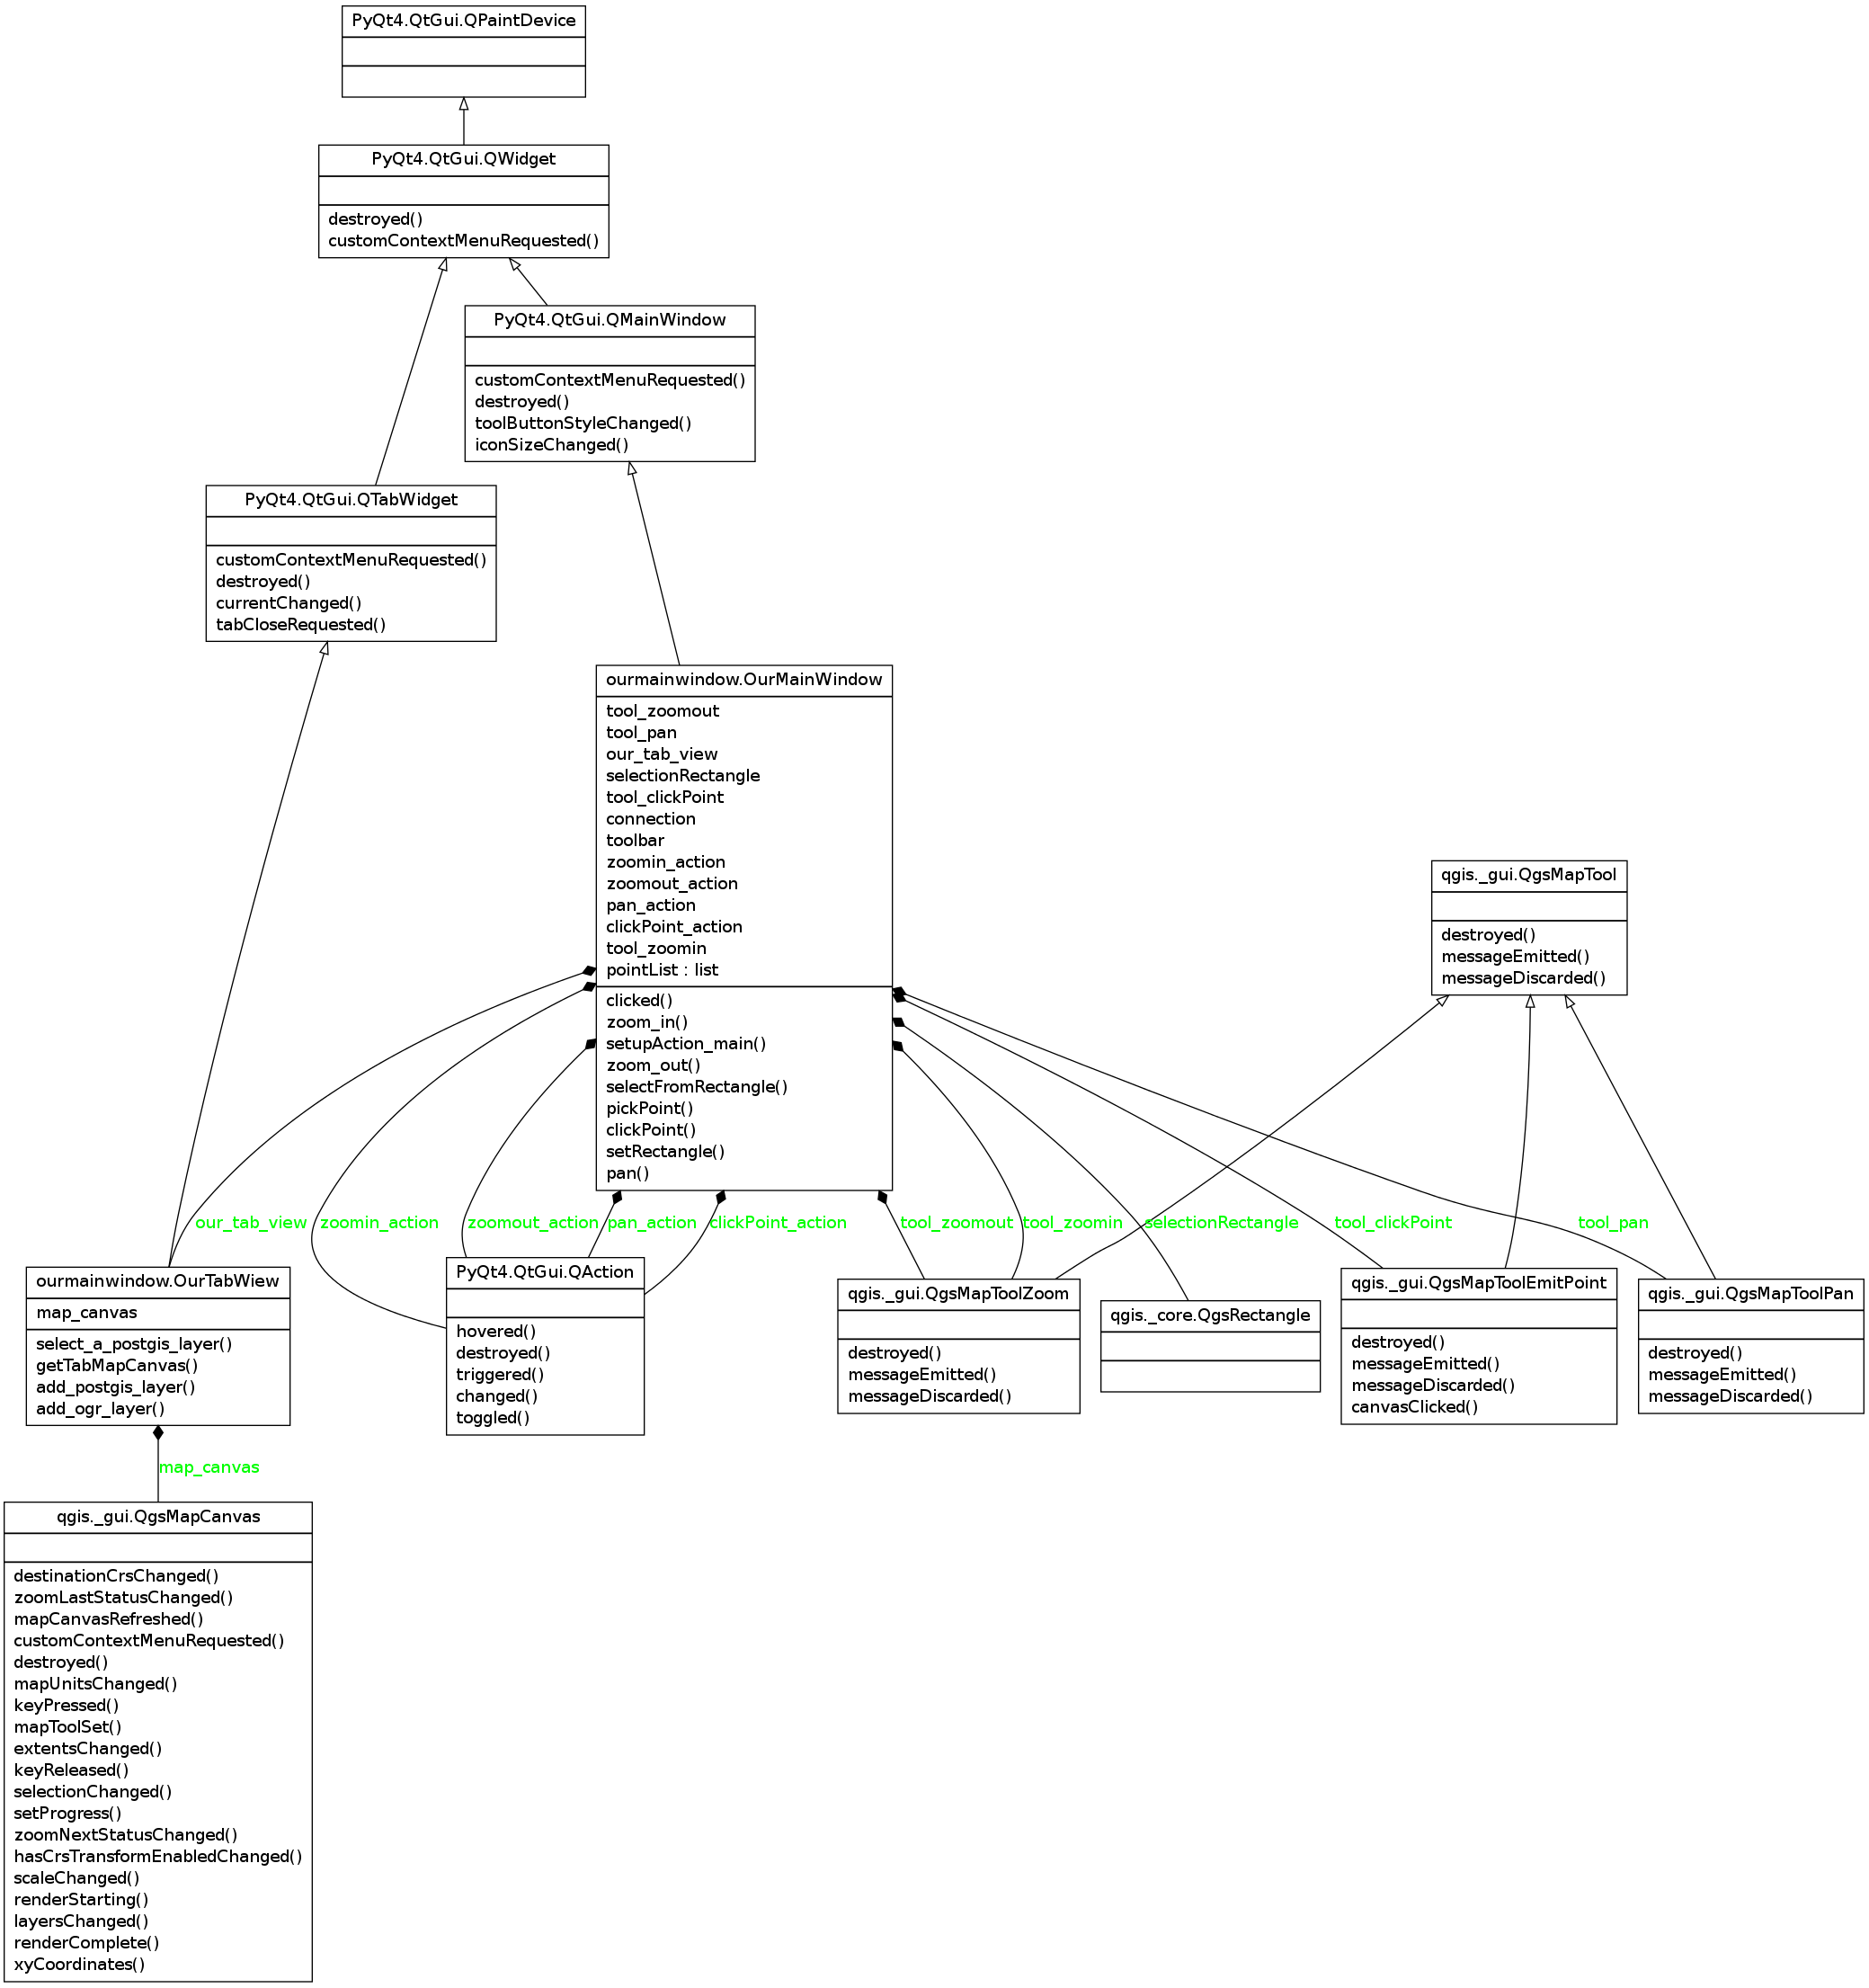 PyQt4.QtGui.QPaintDevice
PyQt4.QtGui.QWidget
destroyed()
customContextMenuRequested()
PyQt4.QtGui.QMainWindow
customContextMenuRequested()
destroyed()
toolButtonStyleChanged()
iconSizeChanged()
PyQt4.QtGui.QTabWidget
customContextMenuRequested()
destroyed()
currentChanged()
tabCloseRequested()
ourmainwindow.OurMainWindow
tool_zoomout
tool_pan
our_tab_view
selectionRectangle
tool_clickPoint
connection
toolbar
zoomin_action
zoomout_action
pan_action
clickPoint_action
tool_zoomin
pointList : list
clicked()
zoom_in()
setupAction_main()
zoom_out()
selectFromRectangle()
pickPoint()
clickPoint()
setRectangle()
pan()
qgis._gui.QgsMapTool
destroyed()
messageEmitted()
messageDiscarded()
our_tab_view
zoomin_action
zoomout_action
pan_action
clickPoint_action
tool_zoomout
tool_zoomin
selectionRectangle
tool_clickPoint
tool_pan
ourmainwindow.OurTabWiew
map_canvas
select_a_postgis_layer()
getTabMapCanvas()
add_postgis_layer()
add_ogr_layer()
PyQt4.QtGui.QAction
hovered()
destroyed()
triggered()
changed()
toggled()
qgis._gui.QgsMapToolZoom
destroyed()
messageEmitted()
messageDiscarded()
qgis._core.QgsRectangle
qgis._gui.QgsMapToolEmitPoint
destroyed()
messageEmitted()
messageDiscarded()
canvasClicked()
qgis._gui.QgsMapToolPan
destroyed()
messageEmitted()
messageDiscarded()
map_canvas
qgis._gui.QgsMapCanvas
destinationCrsChanged()
zoomLastStatusChanged()
mapCanvasRefreshed()
customContextMenuRequested()
destroyed()
mapUnitsChanged()
keyPressed()
mapToolSet()
extentsChanged()
keyReleased()
selectionChanged()
setProgress()
zoomNextStatusChanged()
hasCrsTransformEnabledChanged()
scaleChanged()
renderStarting()
layersChanged()
renderComplete()
xyCoordinates()